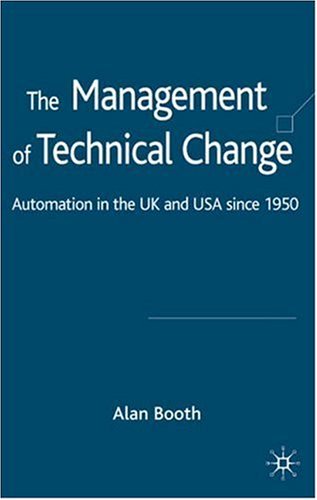 The Management
of Technical Change
Automation in the UK and USA since 1950
Alan Booth